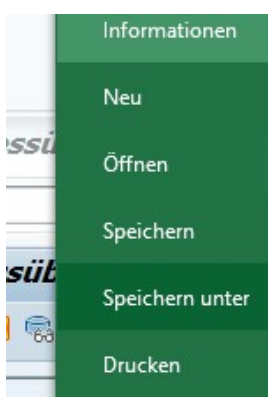 Informationen
Neu
Öffnen
Speichern
Speichern unter
Drucken